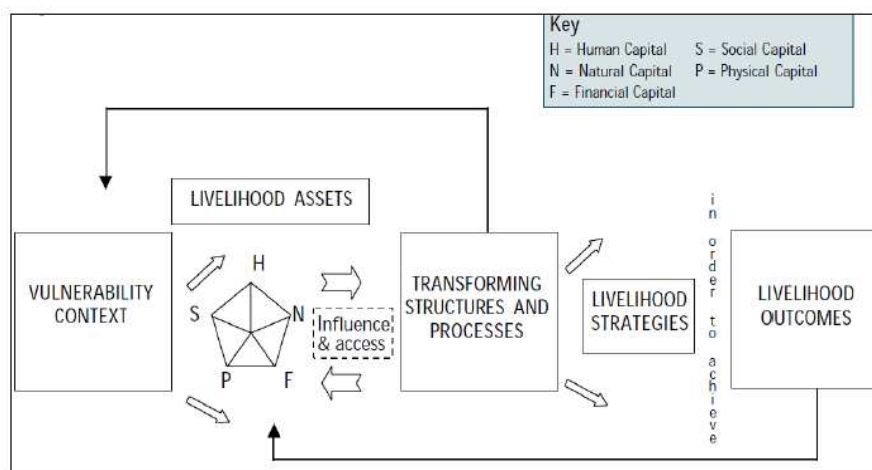 Key
H = Human Capital S = Social Capital
N = Natural Capital P = Physical Capital
F = Financial Capital
LIVELIHOOD ASSETS
VULNERABILITY
CONTEXT
H
S
N
P
F
Influence
& access
TRANSFORMING
STRUCTURES AND
PROCESSES
LIVELIHOOD
STRATEGIES
in order to achieve
LIVELIHOOD
OUTCOMES